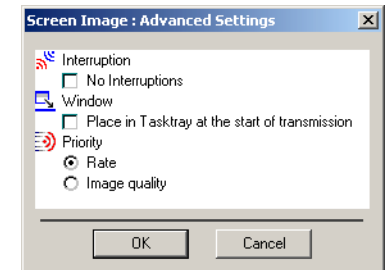 Screen Image : Advanced Settings
Interruption
No Interruptions
Window
Place in Tasktray at the start of transmission
Priority
Rate
Image quality
OK Cancel